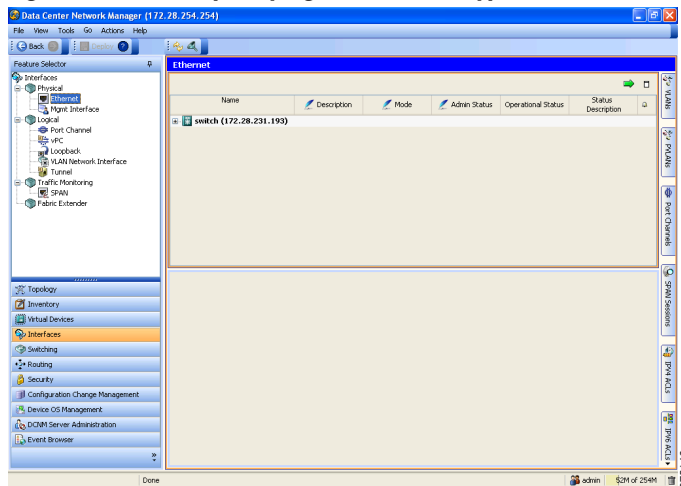 Data Center Network Manager (172.28.254.254)
File View Tools Go Actions Help
Back Deploy
Feature Selector
Ethernet
Interfaces
Physical
Ethernet
Mgmt Interface
Logical
Port Channel
vPC
Loopback
VLAN Network Interface
Tunnel
Traffic Monitoring
SPAN
Fabric Extender
Name Description Mode Admin Status Operational Status Status Description
switch (172.28.231.193)
VLANs
PVLANs
Port Channels
SPAN Sessions
IPV4 ACLs
IPV6 ACLs
Topology
Inventory
Virtual Devices
Interfaces
Switching
Routing
Security
Configuration Change Management
Device OS Management
DCNM Server Administration
Event Browser
Done admin 52M of 254M